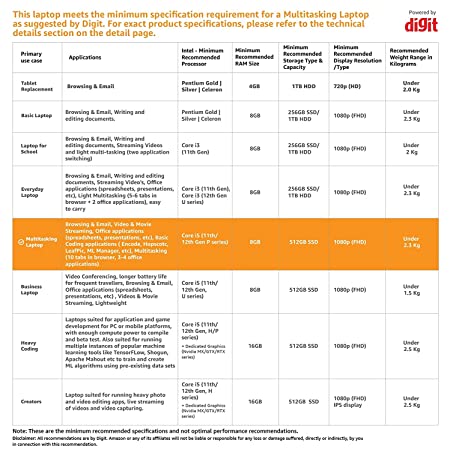 This laptop meets the minimum specification requirement for a Multitasking Laptop
as suggested by Digit. For exact product specifications, please refer to the technical
details section on the detail page.
Powered by
digit
Primary
use case
Applications
Intel - Minimum
Recommended
Processor
Minimum
Recommended
RAM Size
Minimum
Recommended
Storage Type &
Capacity
Minimum
Recommended
Display Resolution
/Type
Recommended
Weight Range in
Kilograms
Tablet
Replacement
Browsing & Email
Pentium Gold |
Silver | Celeron
4GB
1TB HDD
720p (HD)
Under
2.0 Kg
Basic Laptop
Browsing & Email, Writing and
editing documents,
Pentium Gold |
Silver | Celeron
8GB
256GB SSD/
1TB HDD
1080p (FHD)
Under
2.3 Kg
Laptop for
School
Browsing & Email, Writing and
editing documents, Streaming Videos
and light multi-tasking (two application
switching)
Core i3
(11th Gen)
8GB
256GB SSD/
1TB HDD
1080p (FHD)
Under
2 Kg
Everyday
Laptop
Browsing & Email, Writing and editing
documents, Streaming Video's, Office
applications (spreadsheets, presentations,
etc), Light Multitasking (5-6 tabs in
browser + 2 office applications), easy
to carry
Core i3 (11th Gen),
Core i3 (12th Gen
U series)
8GB
256GB SSD/
1TB HDD
1080p (FHD)
Under
2.3 Kg
Multitasking
Laptop
Browsing & Email, Video & Movie
Streaming, Office applications
(spreadsheets, presentations, etc), Basic
Coding applications ( Encode, Hopscotc,
LeafPic, ML Manager, etc), Multitasking
(10 tabs in browser, 3-4 office
applications)
Core i5 (11th/
12th Gen P series)
8GB
512GB SSD
1080p (FHD)
Under
2.3 Kg
Business
Laptop
Video Conferencing, longer battery life
for frequent travellers, Browsing &
Email, Office applications (spreadsheets,
presentations, etc) , Videos & Movie
Streaming, Lightweight
Core i5 (11th/
12th Gen,
U series)
8GB
512GB SSD
1080p (FHD)
Under
1.5 Kg
Heavy
Coding
Laptops suited for application and game
development for PC or mobile platforms,
with enough compute power to compile
and beta test. Also suited for running
multiple instances of popular machine
learning tools like TensorFLow, Shogun,
Apache Mahout etc to train and create
ML algorithms using pre-existing data sets
Core i5 (11th/
12th Gen, H/P
series)
+ Dedicated Graphics
(Nvidia MX/GTX/RTX
series)
16GB
512GB SSD
1080p (FHD)
Under
2.5 Kg
Creators
Laptop suited for running heavy photo
and video editing apps, live streaming
of videos and video capturing.
Core i5 (11th/
12th Gen, H
series)
+ Dedicated Graphics
(Nvidia MX/GTX/RTX
series)
16GB
512GB SSD
1080p (FHD)
IPS display
Under
2.5 Kg
Note: These are the minimum recommended specifications and not optimal performance recommendations.
Disclaimer: All recommendations are by Digit. Amazon or any of its affiliates will not be liable or responsible for any loss or damage suffered, directly or indirectly, by you
in connection with this recommendation.